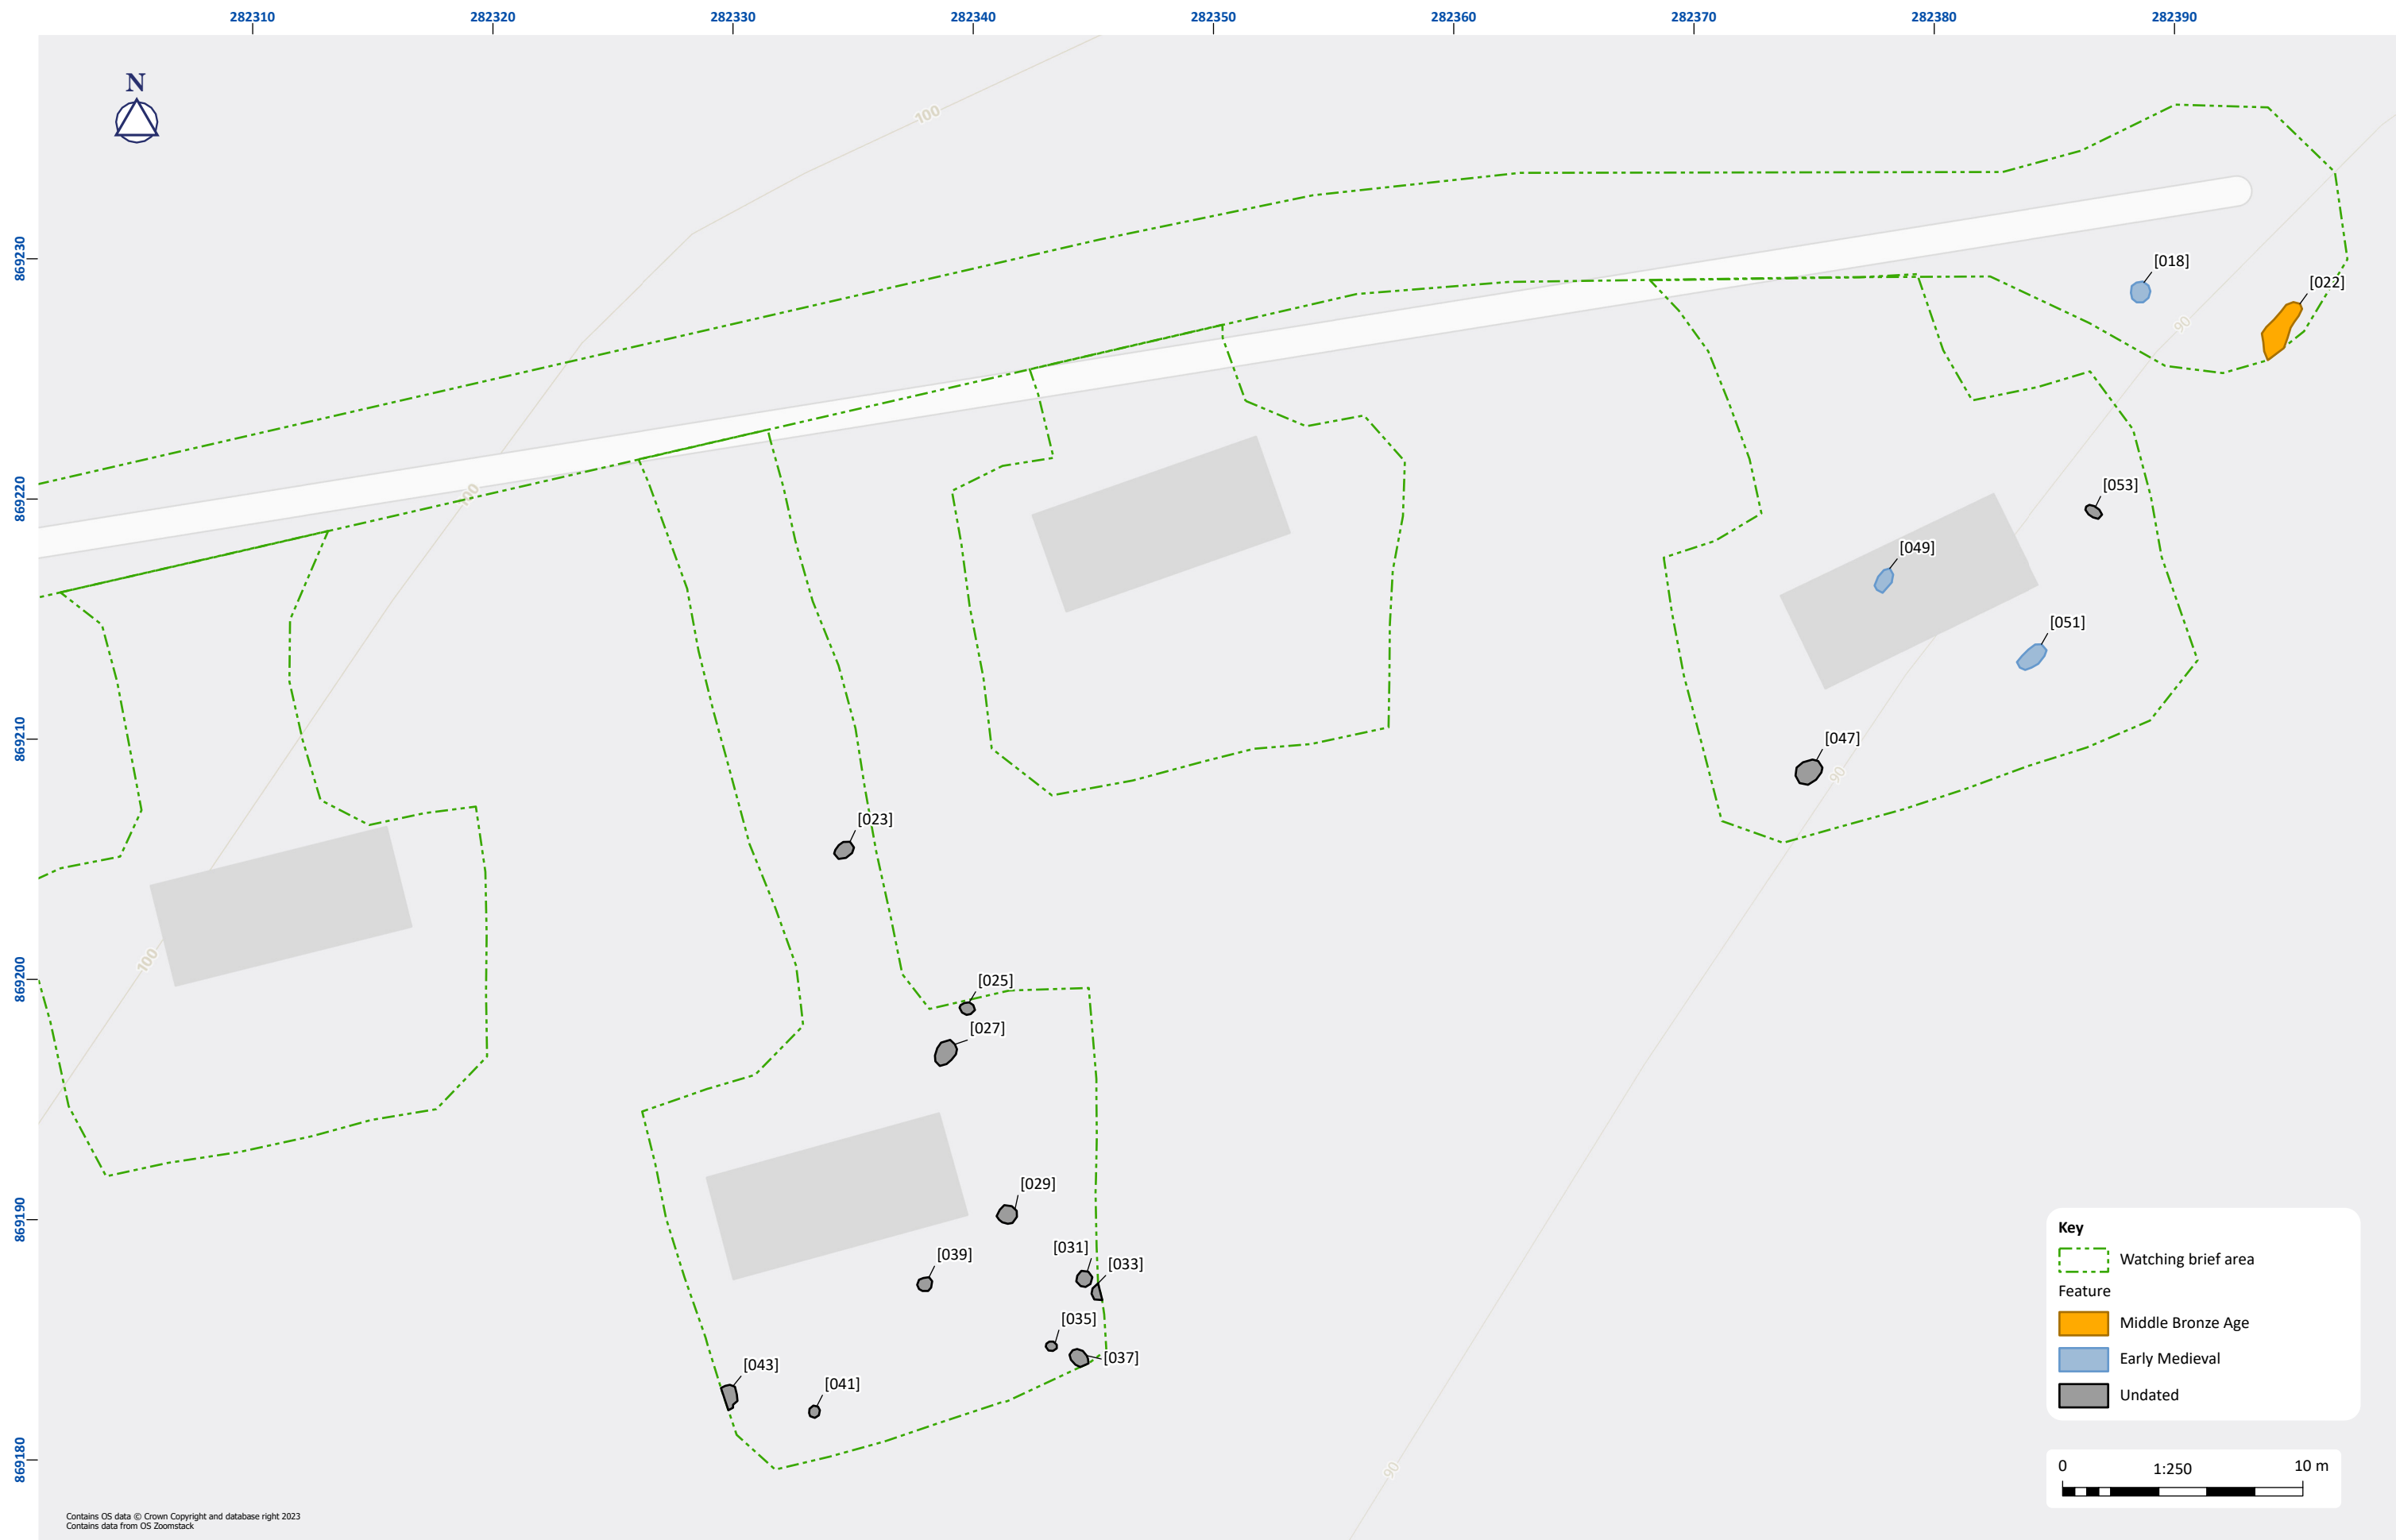 282310 282320 282330 282340 282350 282360 282370 282380 282390
N
100
869230
[018]
[022]
90
869220
100
[053]
[049]
[051]
869210
[047]
90
[023]
869200
100
[025]
[027]
869190
[029]
[039]
[031]
[033]
[035]
[037]
[043]
[041]
869180
90
Key
Watching brief area
Feature
Middle Bronze Age
Early Medieval
Undated
0 1:250 10 m
Contains OS data © Crown Copyright and database right 2023
Contains data from OS Zoomstack